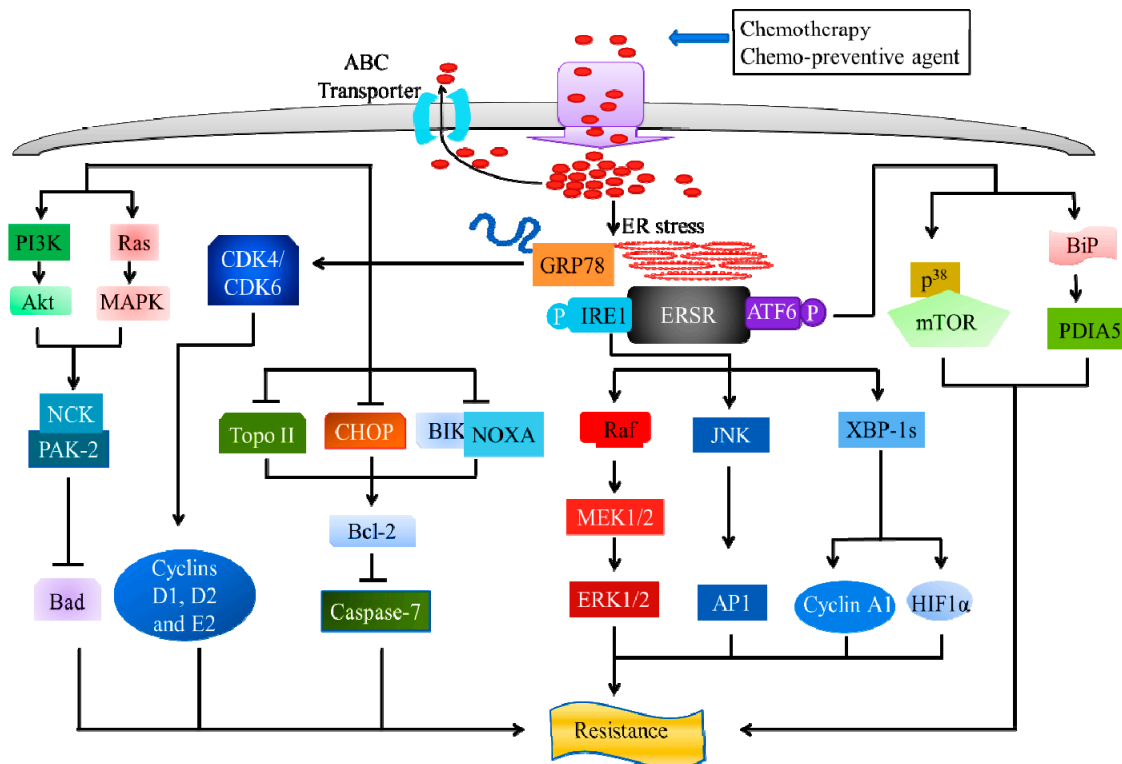 Chemotherapy
Chemo-preventive agent
ABC
Transporter
ER stress
PI3K
Ras
CDK4/
CDK6
GRP78
BiP
Akt
MAPK
P
IRE1
ERSR
ATF6
P
p38
mTOR
PDIA5
NCK
PAK-2
Topo II
CHOP
BIK
NOXA
Raf
JNK
XBP-1s
MEK1/2
Bcl-2
Bad
Cyclins
D1, D2
and E2
Caspase-7
ERK1/2
AP1
Cyclin AI
HIF1α
Resistance